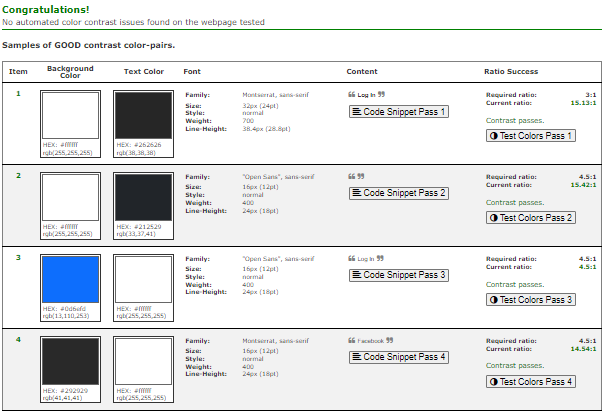 Congratulations!
No automated color contrast issues found on the webpage tested
Samples of GOOD contrast color-pairs.
Item Background Color Text Color Font Content Ratio Success
1
HEX: #ffffff
rgb(255,255,255)
HEX: #262626
rgb(38,38,38)
Family: Montserrat, sans-serif
Size: 32px (24pt)
Style: normal
Weight: 700
Line-Height: 38.4px (28.8pt)
❝ Log In ❞
Code Snippet Pass 1
Required ratio: 3:1
Current ratio: 15.13:1
Contrast passes.
Test Colors Pass 1
2
HEX: #ffffff
rgb(255,255,255)
HEX: #212529
rgb(33,37,41)
Family: "Open Sans", sans-serif
Size: 16px (12pt)
Style: normal
Weight: 400
Line-Height: 24px (18pt)
❝ ❞
Code Snippet Pass 2
Required ratio: 4.5:1
Current ratio: 15.42:1
Contrast passes.
Test Colors Pass 2
3
HEX: #0d6efd
rgb(13,110,253)
HEX: #ffffff
rgb(255,255,255)
Family: "Open Sans", sans-serif
Size: 16px (12pt)
Style: normal
Weight: 400
Line-Height: 24px (18pt)
❝ Log In ❞
Code Snippet Pass 3
Required ratio: 4.5:1
Current ratio: 4.5:1
Contrast passes.
Test Colors Pass 3
4
HEX: #292929
rgb(41,41,41)
HEX: #ffffff
rgb(255,255,255)
Family: Montserrat, sans-serif
Size: 16px (12pt)
Style: normal
Weight: 400
Line-Height: 24px (18pt)
❝ Facebook ❞
Code Snippet Pass 4
Required ratio: 4.5:1
Current ratio: 14.54:1
Contrast passes.
Test Colors Pass 4